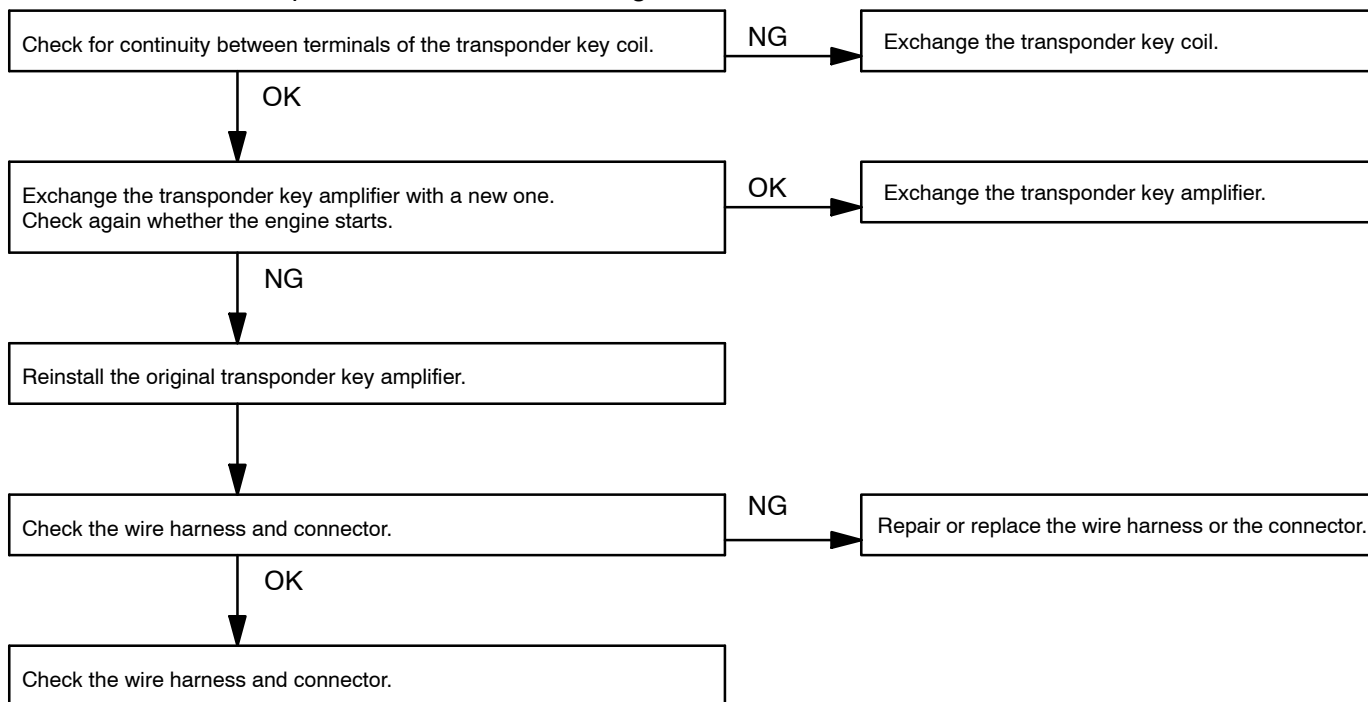 Check for continuity between terminals of the transponder key coil.
NG
Exchange the transponder key coil.
OK
Exchange the transponder key amplifier with a new one.
Check again whether the engine starts.
OK
Exchange the transponder key amplifier.
NG
Reinstall the original transponder key amplifier.
Check the wire harness and connector.
NG
Repair or replace the wire harness or the connector.
OK
Check the wire harness and connector.